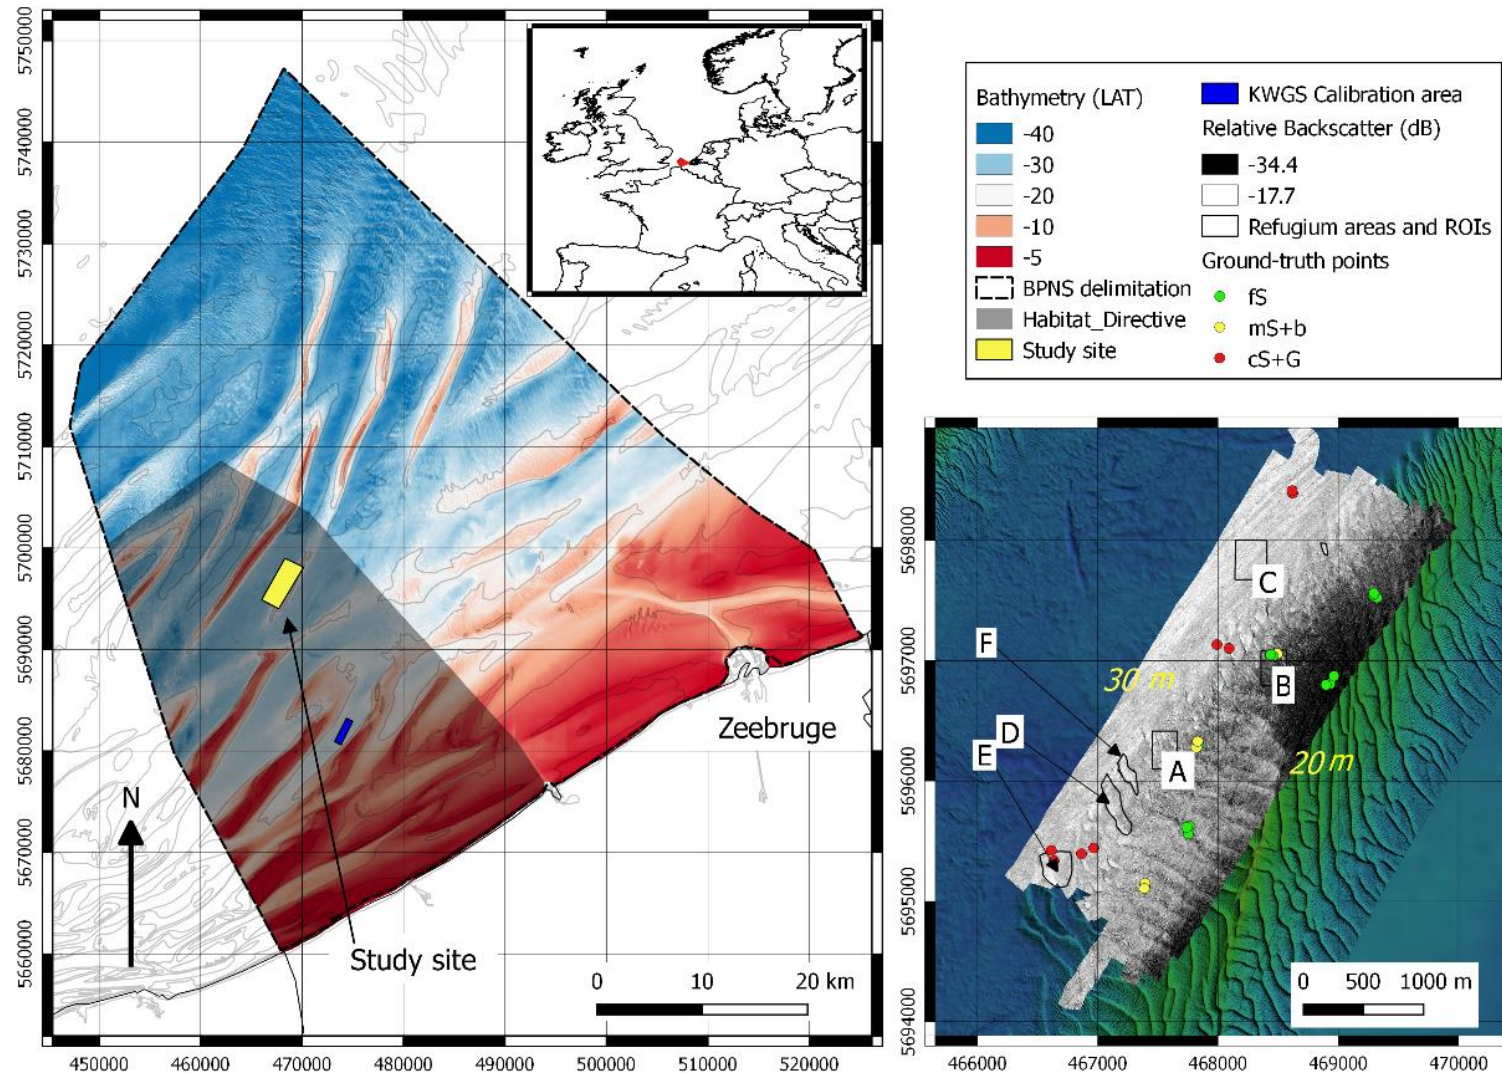 5750000
5740000
5730000
5720000
5710000
5700000
5690000
5680000
5670000
5660000
450000
460000
470000
480000
490000
500000
510000
520000
Zeebruge
N
Study site
0
10
20 km
Bathymetry (LAT)
-40
-30
-20
-10
-5
BPNS delimitation
Habitat_Directive
Study site
KWGS Calibration area
Relative Backscatter (dB)
-34.4
-17.7
Refugium areas and ROIs
Ground-truth points
fS
mS+b
cS+G
5698000
5697000
5696000
5695000
5694000
C
F
30 m
B
D
E
A
20 m
0
500
1000 m
466000
467000
468000
469000
470000